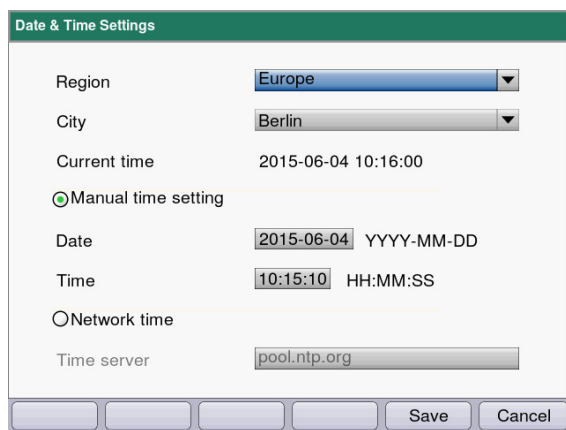 Date & Time Settings
Region Europe
City Berlin
Current time 2015-06-04 10:16:00
Manual time setting
Date 2015-06-04 YYYY-MM-DD
Time 10:15:10 HH:MM:SS
Network time
Time server pool.ntp.org
Save Cancel